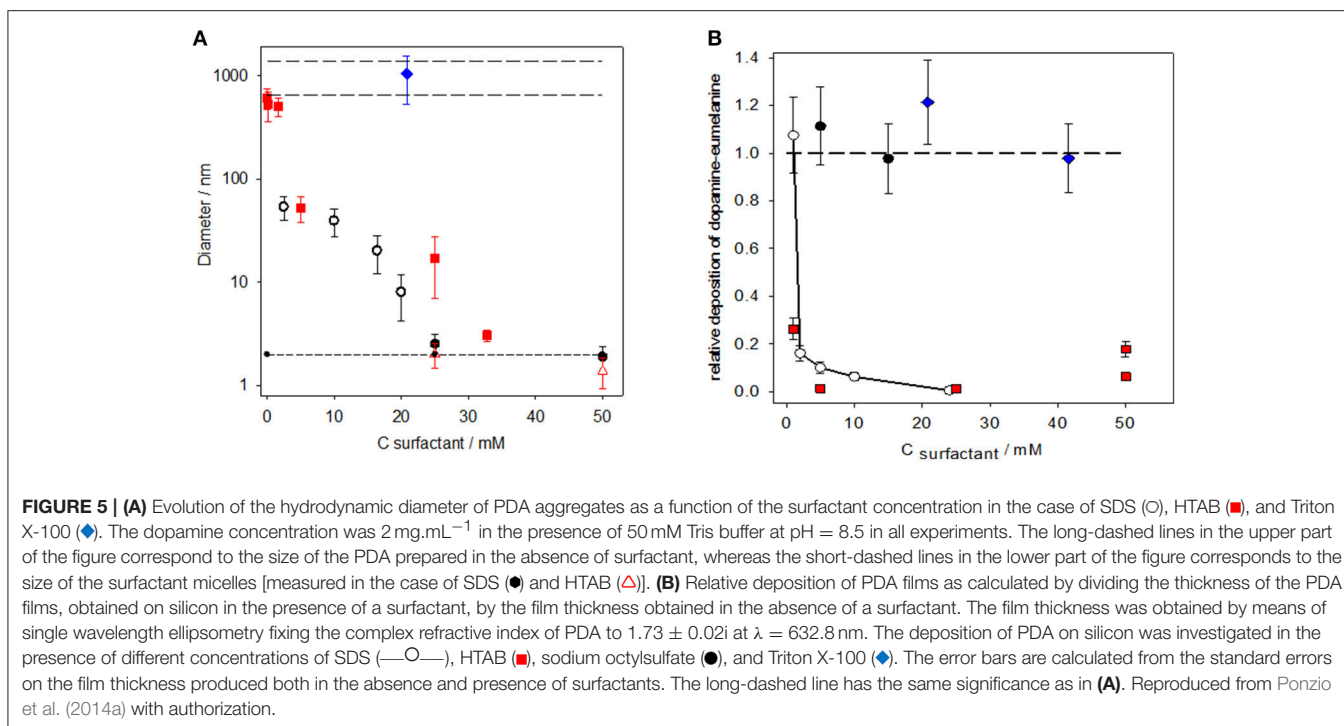 A
1000
100
10
1
Diameter / nm
0
10
20
30
40
50
C surfactant / mM
B
1.4
1.2
1.0
0.8
0.6
0.4
0.2
0.0
relative deposition of dopamine-eumelanine
0
10
20
30
40
50
C surfactant / mM
FIGURE 5 | (A) Evolution of the hydrodynamic diameter of PDA aggregates as a function of the surfactant concentration in the case of SDS (○), HTAB (■), and Triton
X-100 (◆). The dopamine concentration was 2 mg.mL−1 in the presence of 50 mM Tris buffer at pH = 8.5 in all experiments. The long-dashed lines in the upper part
of the figure correspond to the size of the PDA prepared in the absence of surfactant, whereas the short-dashed lines in the lower part of the figure corresponds to the
size of the surfactant micelles [measured in the case of SDS (●) and HTAB (△)]. (B) Relative deposition of PDA films as calculated by dividing the thickness of the PDA
films, obtained on silicon in the presence of a surfactant, by the film thickness obtained in the absence of a surfactant. The film thickness was obtained by means of
single wavelength ellipsometry fixing the complex refractive index of PDA to 1.73 ± 0.02i at λ = 632.8 nm. The deposition of PDA on silicon was investigated in the
presence of different concentrations of SDS (—○—), HTAB (■), sodium octylsulfate (●), and Triton X-100 (◆). The error bars are calculated from the standard errors
on the film thickness produced both in the absence and presence of surfactants. The long-dashed line has the same significance as in (A). Reproduced from Ponzio
et al. (2014a) with authorization.